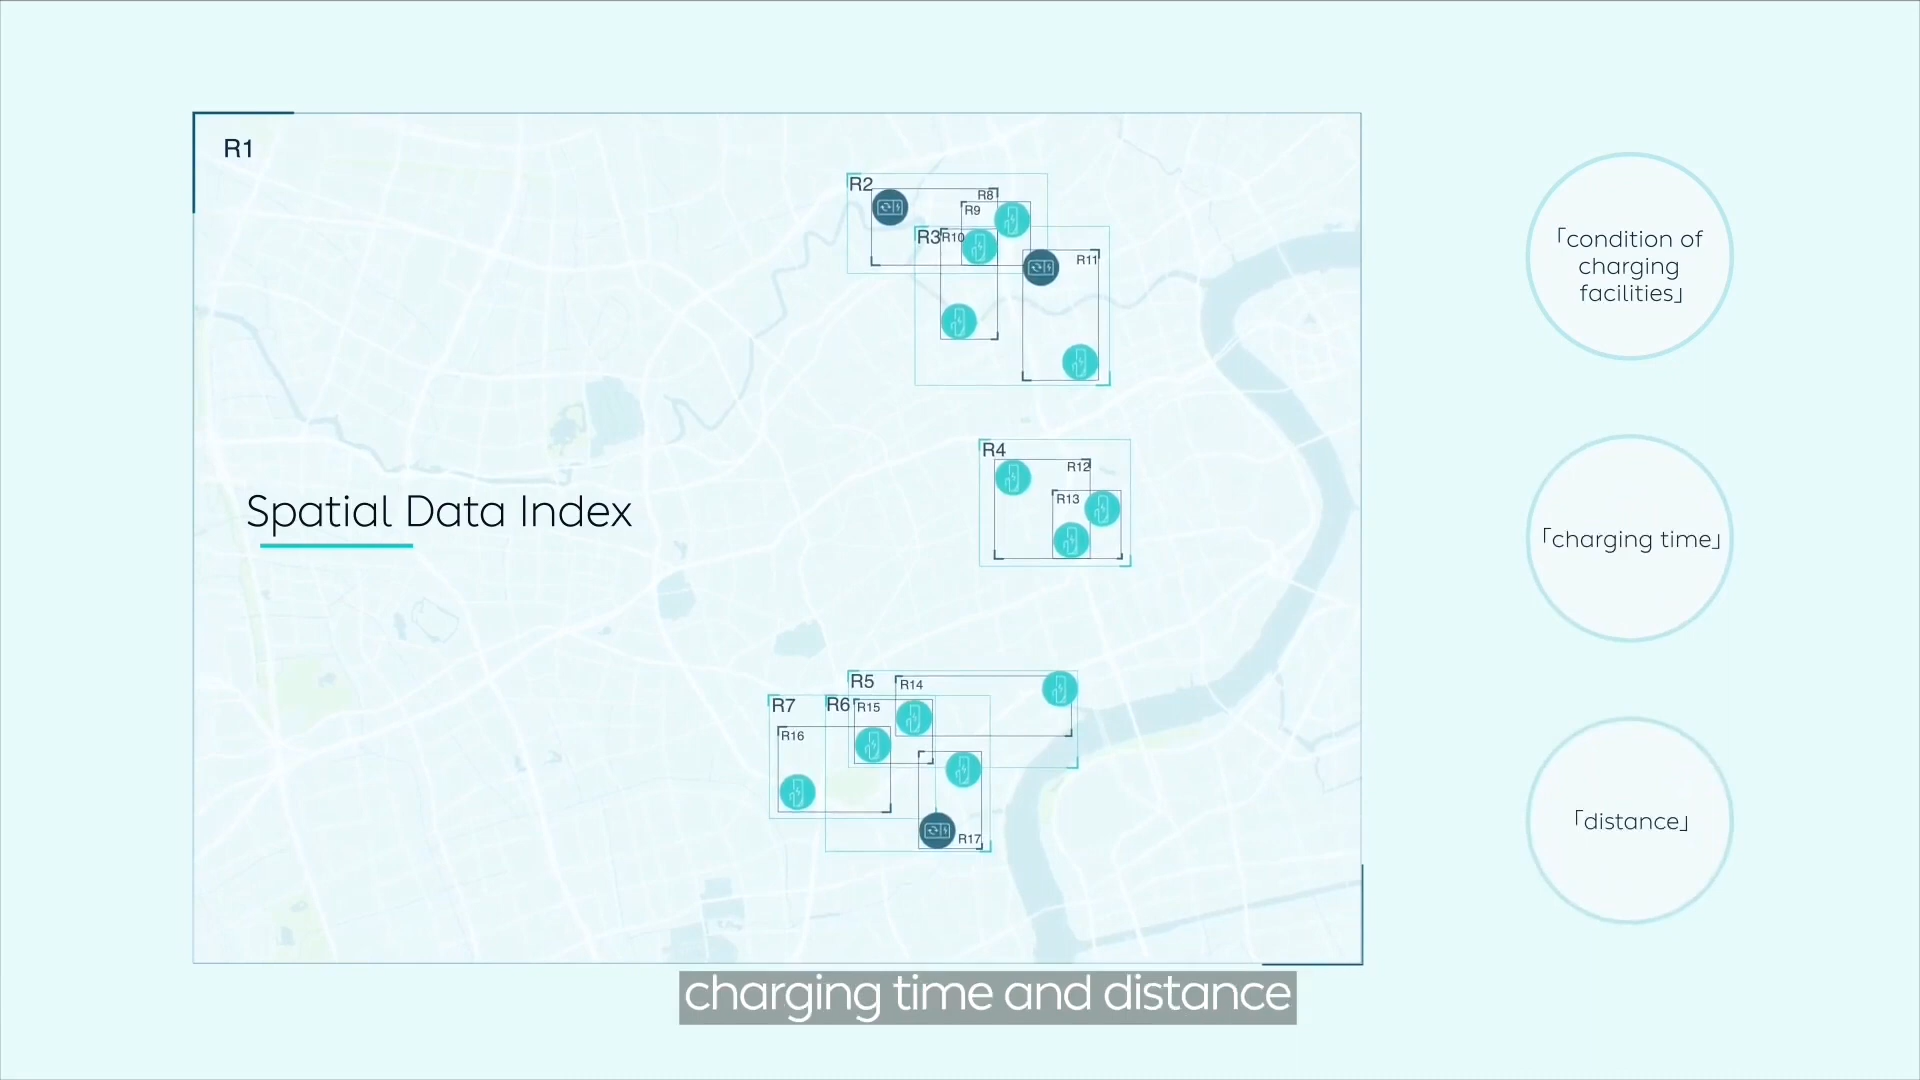 R1
R2
R8
R9
R3
R10
R11
R4
R12
R13
Spatial Data Index
R5
R14
R7
R6
R15
R16
R17
「condition of
charging
facilities」
「charging time」
「distance」
charging time and distance